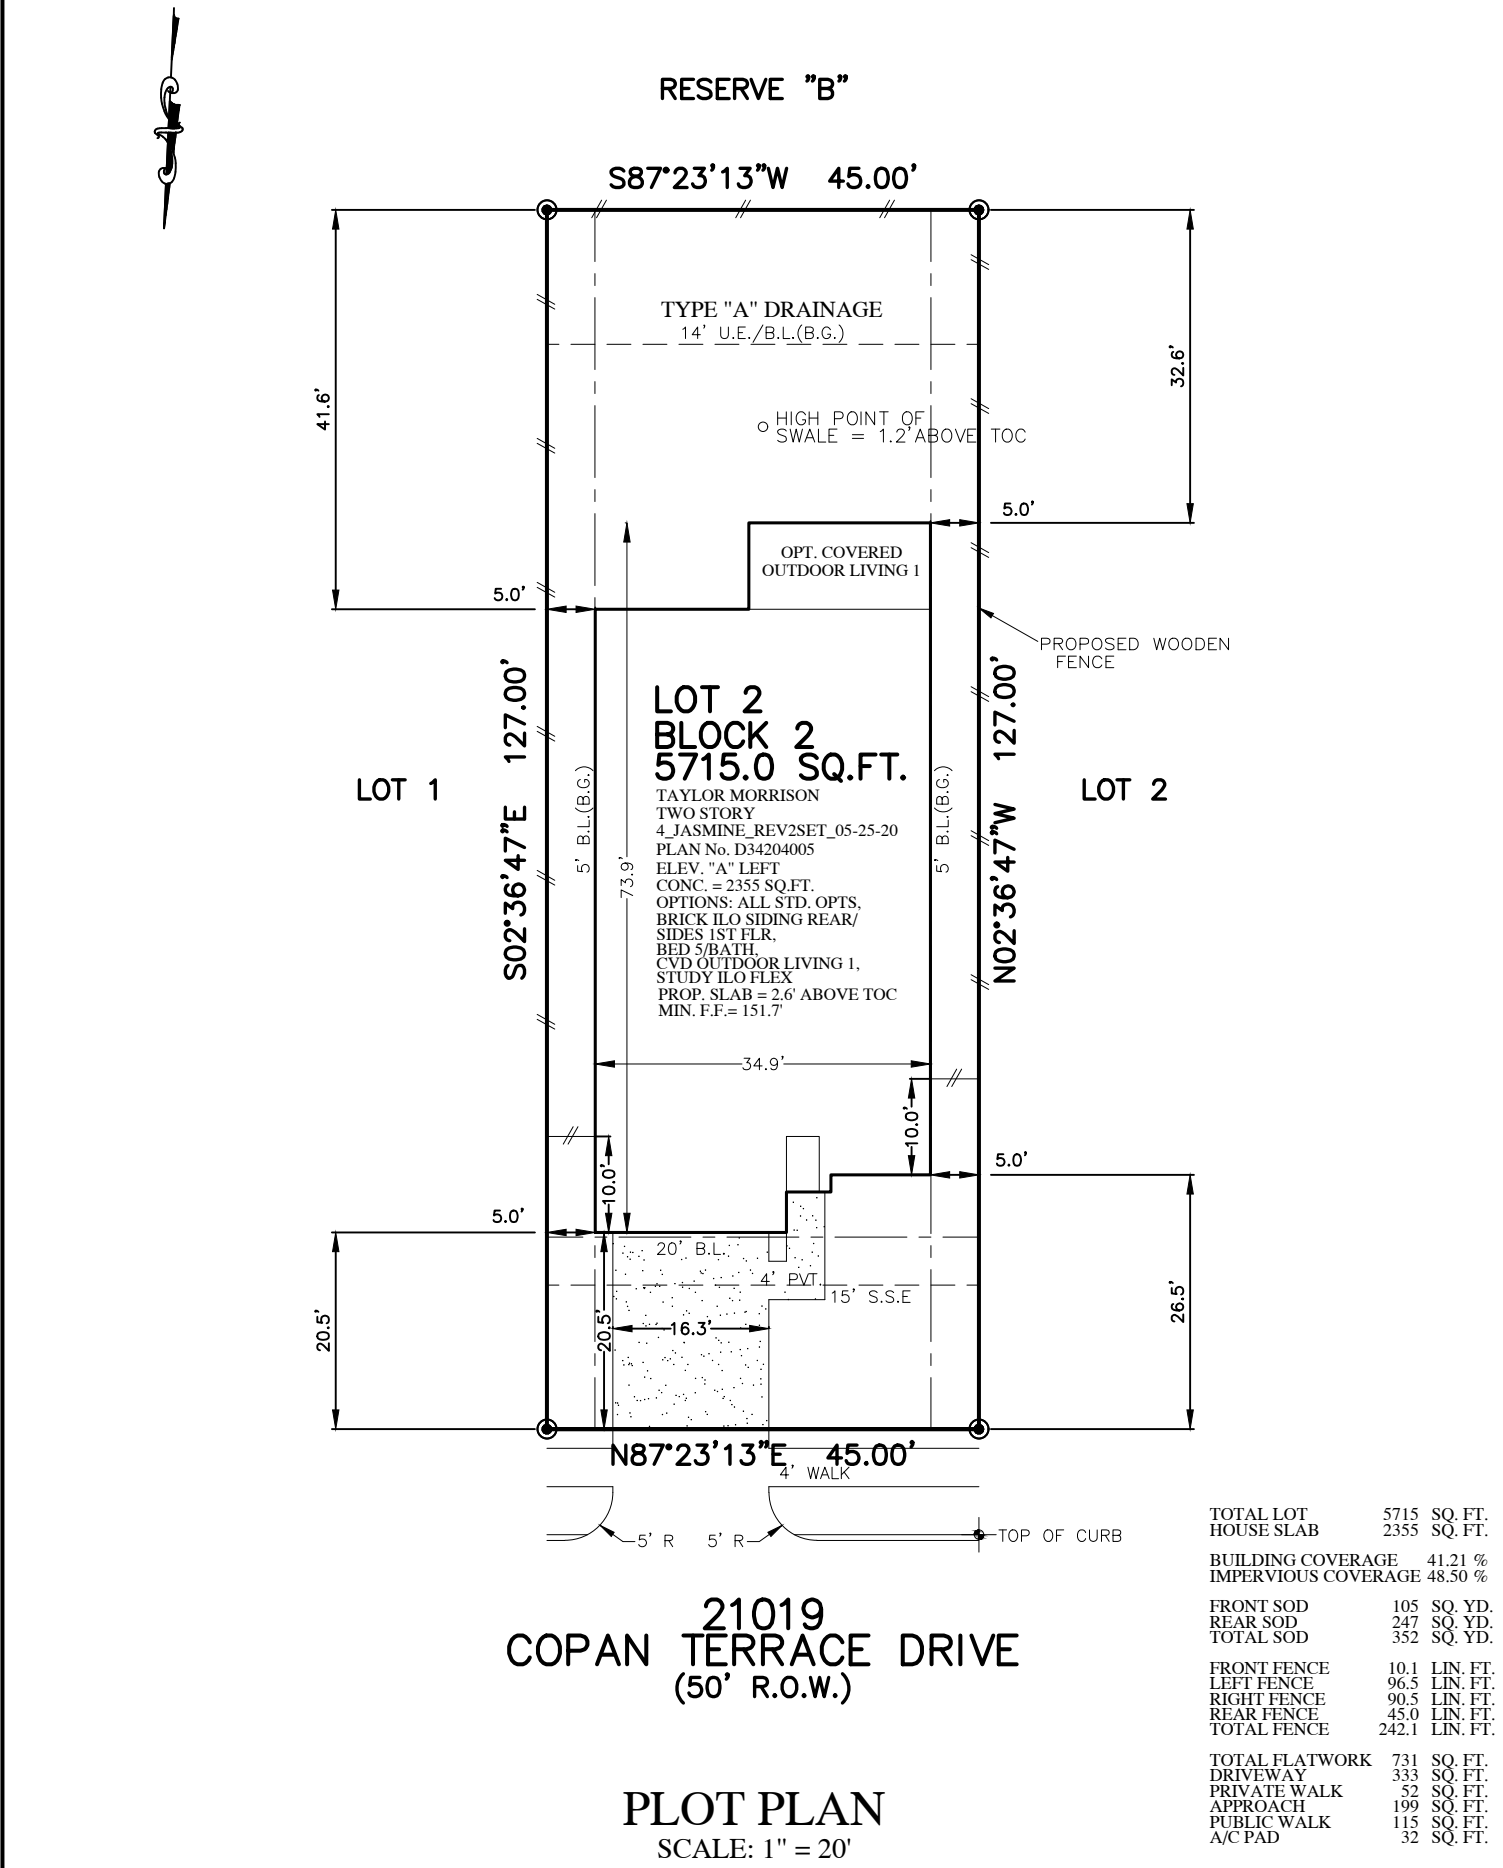 RESERVE "B"
S87°23'13"W 45.00'
TYPE "A" DRAINAGE
14' U.E./B.L.(B.G.)
41.6'
32.6'
HIGH POINT OF
SWALE = 1.2'ABOVE TOC
5.0'
OPT. COVERED
OUTDOOR LIVING 1
5.0'
PROPOSED WOODEN
FENCE
S02°36'47"E 127.00'
N02°36'47"W 127.00'
LOT 2
BLOCK 2
5715.0 SQ.FT.
LOT 1
LOT 2
5' B.L.(B.G.)
5' B.L.(B.G.)
73.9'
TAYLOR MORRISON
TWO STORY
4_JASMINE_REV2SET_05-25-20
PLAN No. D34204005
ELEV. "A" LEFT
CONC. = 2355 SQ.FT.
OPTIONS: ALL STD. OPTS,
BRICK ILO SIDING REAR/
SIDES 1ST FLR,
BED 5/BATH,
CVD OUTDOOR LIVING 1,
STUDY ILO FLEX
PROP. SLAB = 2.6' ABOVE TOC
MIN. F.F.= 151.7'
34.9'
10.0'
10.0'
5.0'
5.0'
20' B.L.
4' PVT.
15' S.S.E
20.5'
20.5'
16.3'
26.5'
N87°23'13"E 45.00'
4' WALK
5' R
5' R
TOP OF CURB
21019
COPAN TERRACE DRIVE
(50' R.O.W.)
PLOT PLAN
SCALE: 1" = 20'
TOTAL LOT 5715 SQ. FT.
HOUSE SLAB 2355 SQ. FT.
BUILDING COVERAGE 41.21 %
IMPERVIOUS COVERAGE 48.50 %
FRONT SOD 105 SQ. YD.
REAR SOD 247 SQ. YD.
TOTAL SOD 352 SQ. YD.
FRONT FENCE 10.1 LIN. FT.
LEFT FENCE 96.5 LIN. FT.
RIGHT FENCE 90.5 LIN. FT.
REAR FENCE 45.0 LIN. FT.
TOTAL FENCE 242.1 LIN. FT.
TOTAL FLATWORK 731 SQ. FT.
DRIVEWAY 333 SQ. FT.
PRIVATE WALK 52 SQ. FT.
APPROACH 199 SQ. FT.
PUBLIC WALK 115 SQ. FT.
A/C PAD 32 SQ. FT.